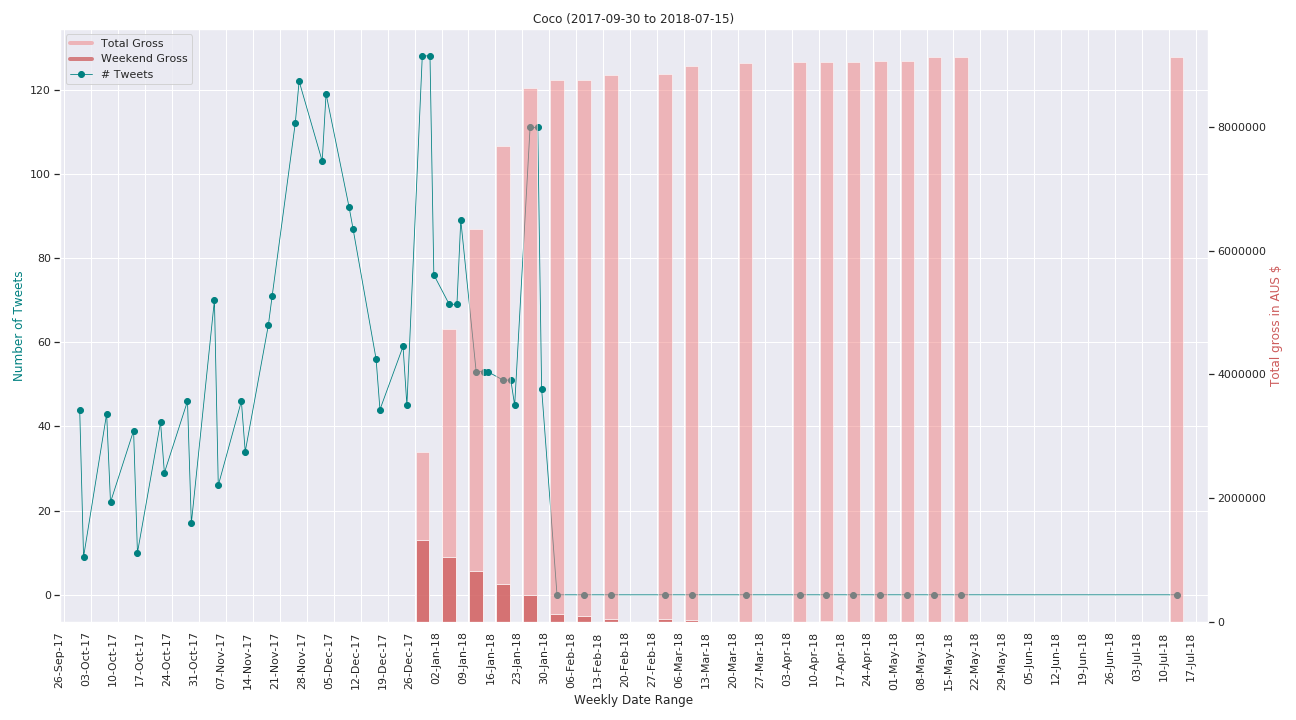 Coco (2017-09-30 to 2018-07-15)
Total Gross
Weekend Gross
# Tweets
Number of Tweets
120
100
80
60
40
20
0
8000000
6000000
4000000
2000000
0
Total gross in AUS $
26-Sep-17
03-Oct-17
10-Oct-17
17-Oct-17
24-Oct-17
31-Oct-17
07-Nov-17
14-Nov-17
21-Nov-17
28-Nov-17
05-Dec-17
12-Dec-17
19-Dec-17
26-Dec-17
02-Jan-18
09-Jan-18
16-Jan-18
23-Jan-18
30-Jan-18
06-Feb-18
13-Feb-18
20-Feb-18
27-Feb-18
06-Mar-18
13-Mar-18
20-Mar-18
27-Mar-18
03-Apr-18
10-Apr-18
17-Apr-18
24-Apr-18
01-May-18
08-May-18
15-May-18
22-May-18
29-May-18
05-Jun-18
12-Jun-18
19-Jun-18
26-Jun-18
03-Jul-18
10-Jul-18
17-Jul-18
Weekly Date Range